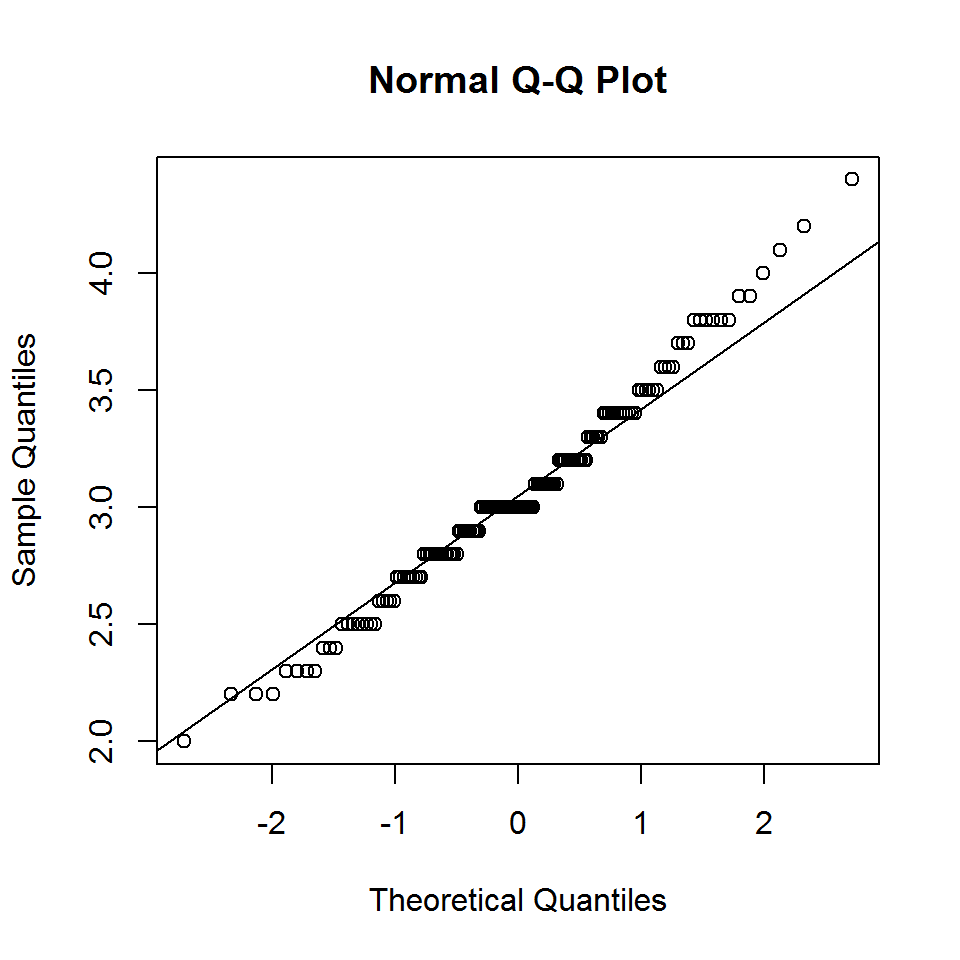 Normal Q-Q Plot
Sample Quantiles
4.0
3.5
3.0
2.5
2.0
-2 -1 0 1 2
Theoretical Quantiles